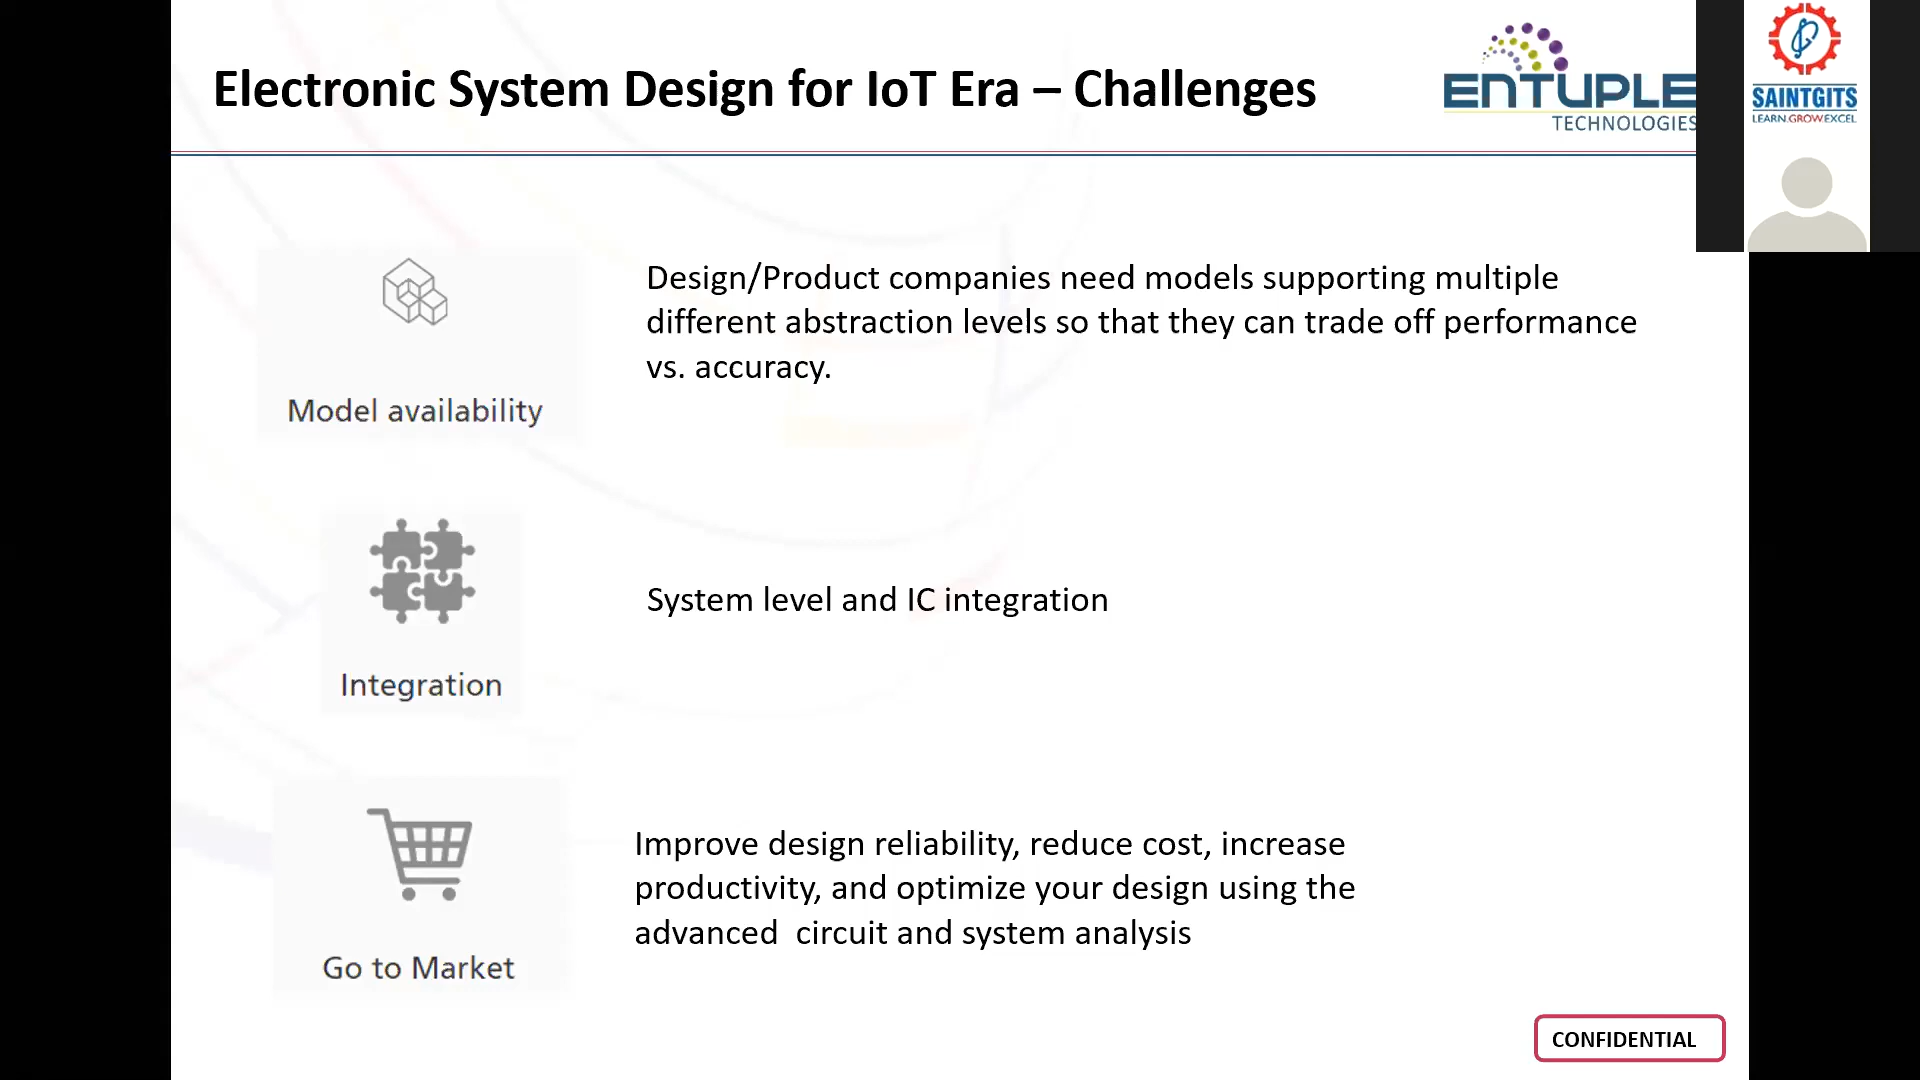 Electronic System Design for IoT Era – Challenges
ENTUPLE
TECHNOLOGIES
SAINTGITS
LEARN.GROW.EXCEL
Design/Product companies need models supporting multiple
different abstraction levels so that they can trade off performance
vs. accuracy.
Model availability
System level and IC integration
Integration
Improve design reliability, reduce cost, increase
productivity, and optimize your design using the
advanced  circuit and system analysis
Go to Market
CONFIDENTIAL